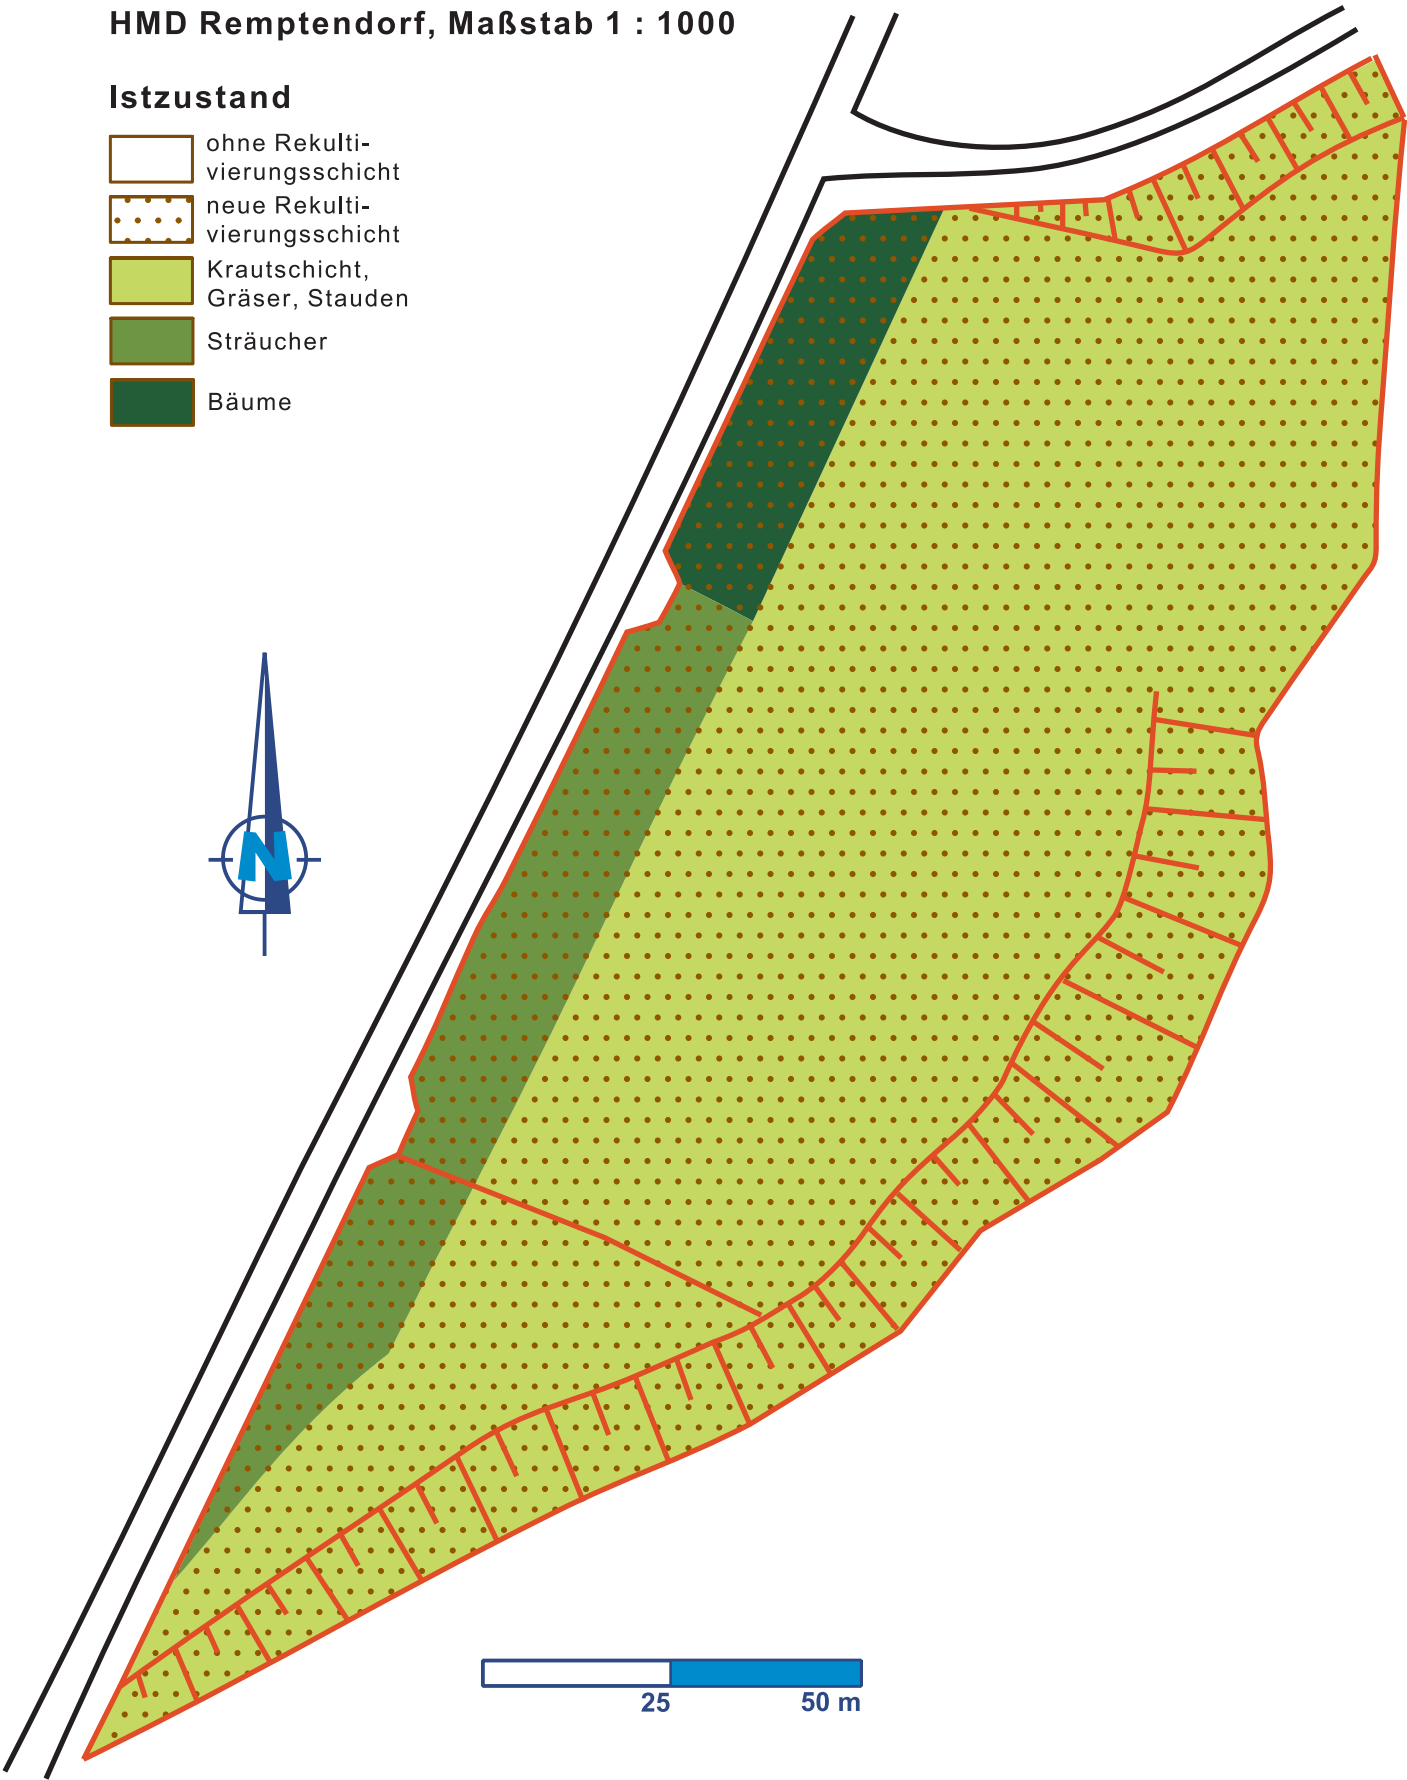 HMD Remptendorf, Maßstab 1 : 1000
Istzustand
ohne Rekulti-
vierungsschicht
neue Rekulti-
vierungsschicht
Krautschicht,
Gräser, Stauden
Sträucher
Bäume
N
25 50 m